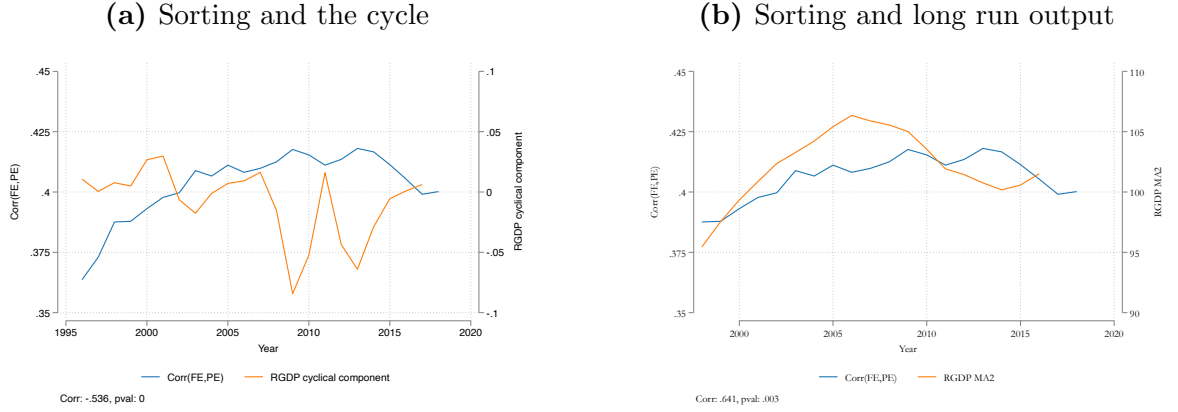 (a) Sorting and the cycle
.45
.425
.4
.375
.35
Corr(FE,PE)
.1
.05
0
-.05
-.1
RGDP cyclical component
1995 2000 2005 2010 2015 2020
Year
Corr(FE,PE) RGDP cyclical component
Corr: -.536, pval: 0
(b) Sorting and long run output
.45
.425
.4
.375
.35
Corr(FE,PE)
110
105
100
95
90
RGDP MA2
2000 2005 2010 2015 2020
Year
Corr(FE,PE) RGDP MA2
Corr: .641, pval: .003